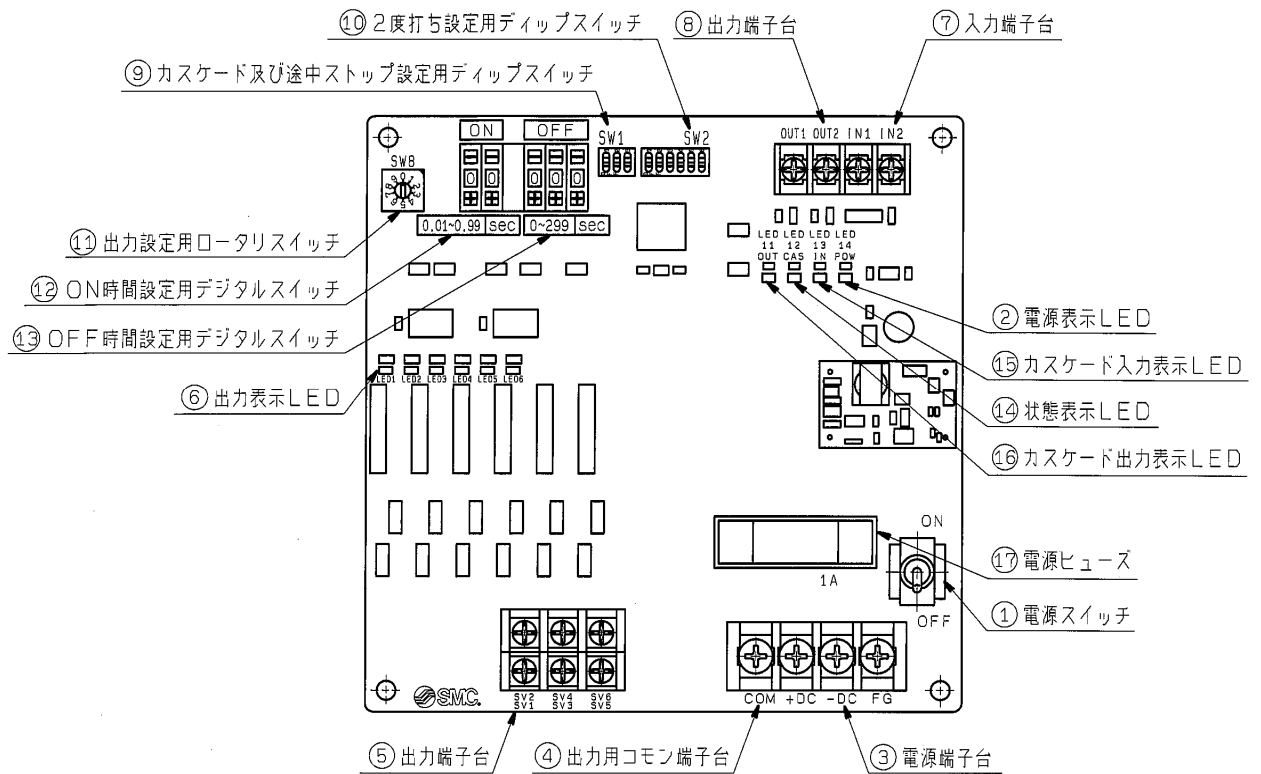 ⑩2度打ち設定用ディップスイッチ
⑧出力端子台
⑦入力端子台
⑨カスケード及び途中ストップ設定用ディップスイッチ
ON OFF
SW1 SW2
OUT1 OUT2 IN1 IN2
SW8
0 0 0 0 0
0.01~0.99 sec 0~299 sec
⑪出力設定用ロータリスイッチ
LED LED LED LED
11 12 13 14
OUT CAS IN POW
⑫ON時間設定用デジタルスイッチ
②電源表示LED
⑬OFF時間設定用デジタルスイッチ
⑮カスケード入力表示LED
LED1 LED2 LED3 LED4 LED5 LED6
⑥出力表示LED
⑭状態表示LED
⑯カスケード出力表示LED
ON
⑰電源ヒューズ
1A
①電源スイッチ
OFF
SMC.
SV2 SV4 SV6
SV1 SV3 SV5
COM +DC -DC FG
⑤出力端子台
④出力用コモン端子台
③電源端子台